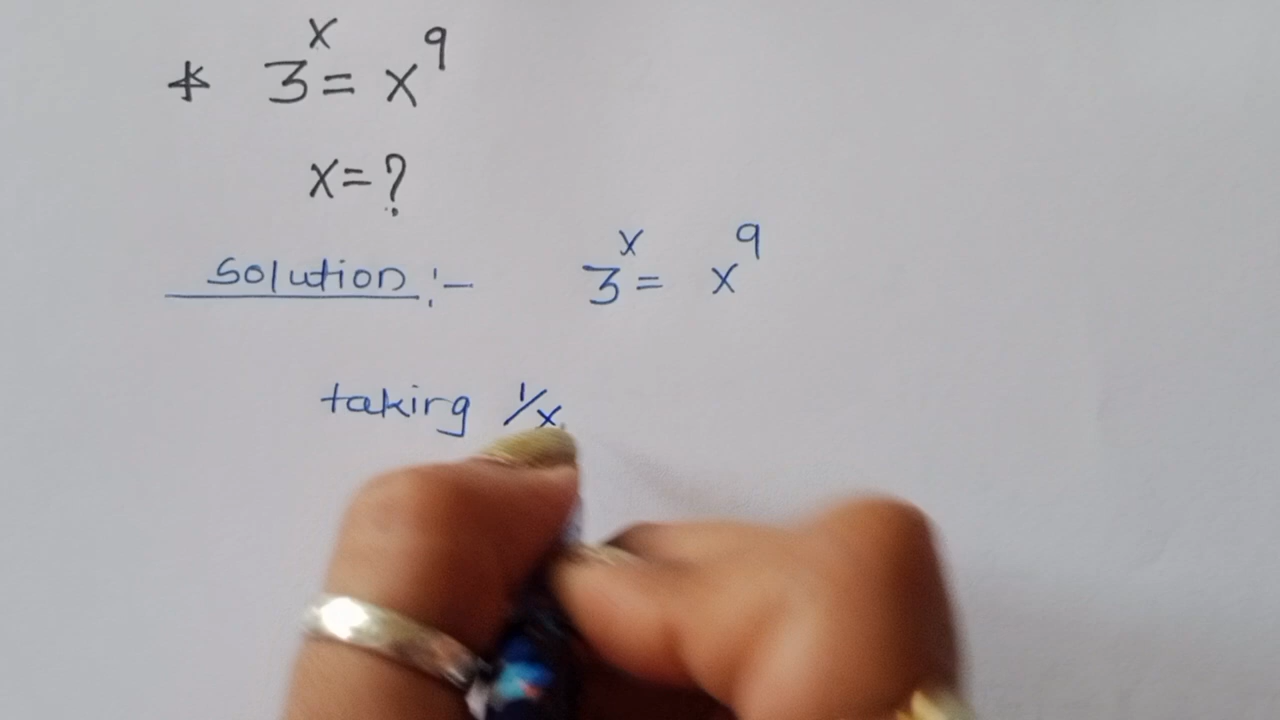 * 3^x = x^9
x = ?
Solution :- 3^x = x^9
taking 1/x